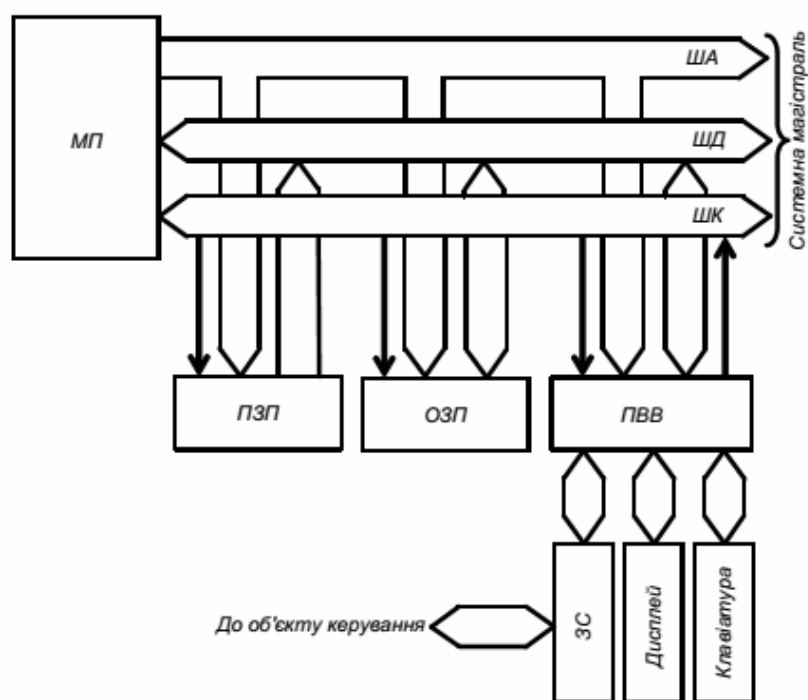 МП
ША
ШД
ШК
Системна магістраль
ПЗП
ОЗП
ПВВ
До об'єкту керування
ЗС
Дисплей
Клавіатура